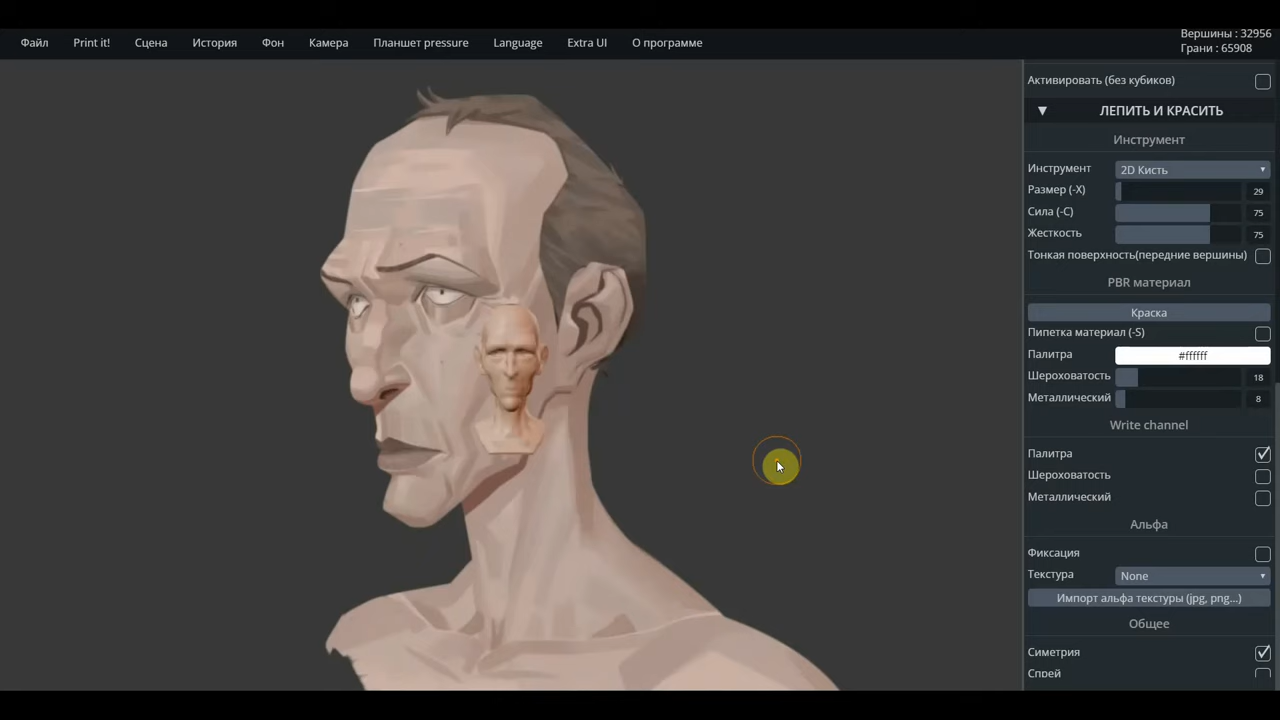 Файл Print it! Сцена История Фон Камера Планшет pressure Language Extra UI О программе
Вершины : 32956
Грани : 65908
Активировать (без кубиков)
▼ ЛЕПИТЬ И КРАСИТЬ
Инструмент
Инструмент 2D Кисть
Размер (-X) 29
Сила (-C) 75
Жесткость 75
Тонкая поверхность(передние вершины)
PBR материал
Краска
Пипетка материал (-S)
Палитра #ffffff
Шероховатость 18
Металлический 8
Write channel
Палитра
Шероховатость
Металлический
Альфа
Фиксация
Текстура None
Импорт альфа текстуры (jpg, png...)
Общее
Симетрия
Спрей